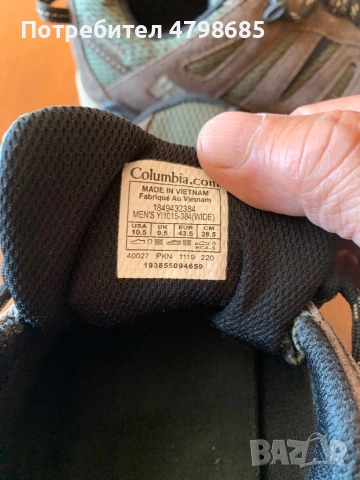 Потребител 4798685
Columbia.com
MADE IN VIETNAM
Fabriqué Au Vietnam
1849432384
MEN'S YI1015-384(WIDE)
USA UK EUR CM
10.5 9.5 43.5 28.5
40027 PKN 1119 220
193855094659
BAZAR